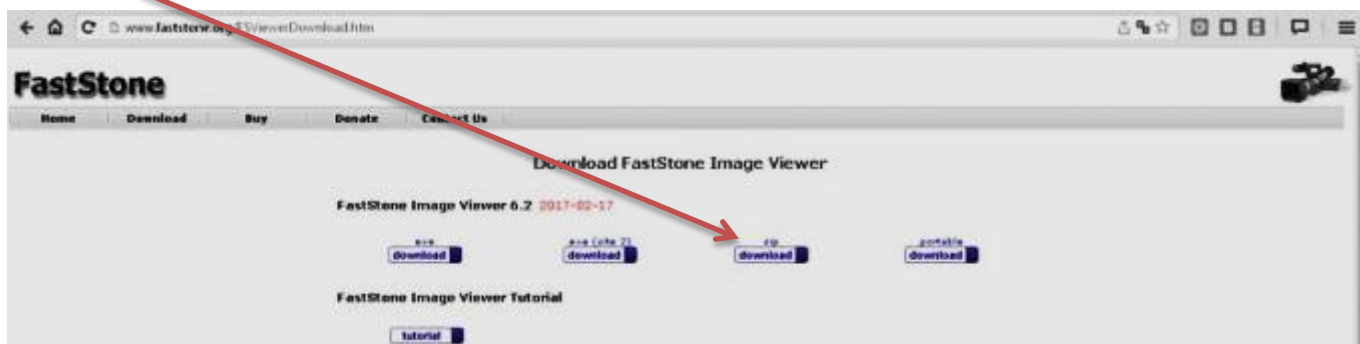 www.faststone.org/FSViewerDownload.htm
FastStone
Home Download Buy Donate Contact Us
Download FastStone Image Viewer
FastStone Image Viewer 6.2 2017-02-17
exe exe (site 2) zip portable
download download download download
FastStone Image Viewer Tutorial
tutorial